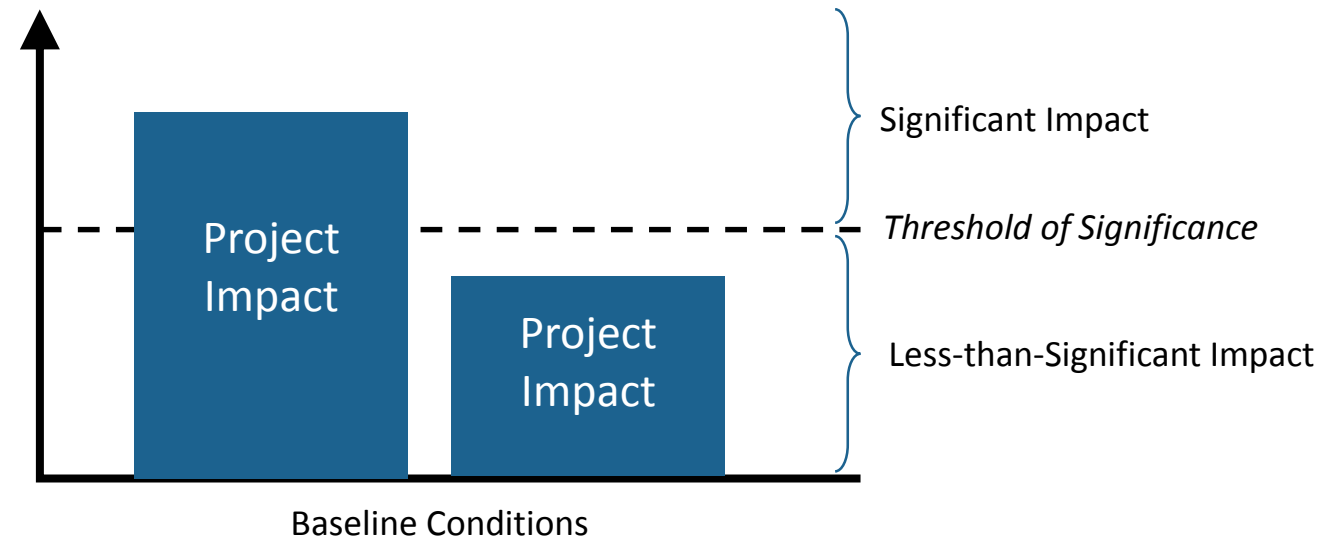 Significant Impact
Project
Impact
Threshold of Significance
Project
Impact
Less-than-Significant Impact
Baseline Conditions